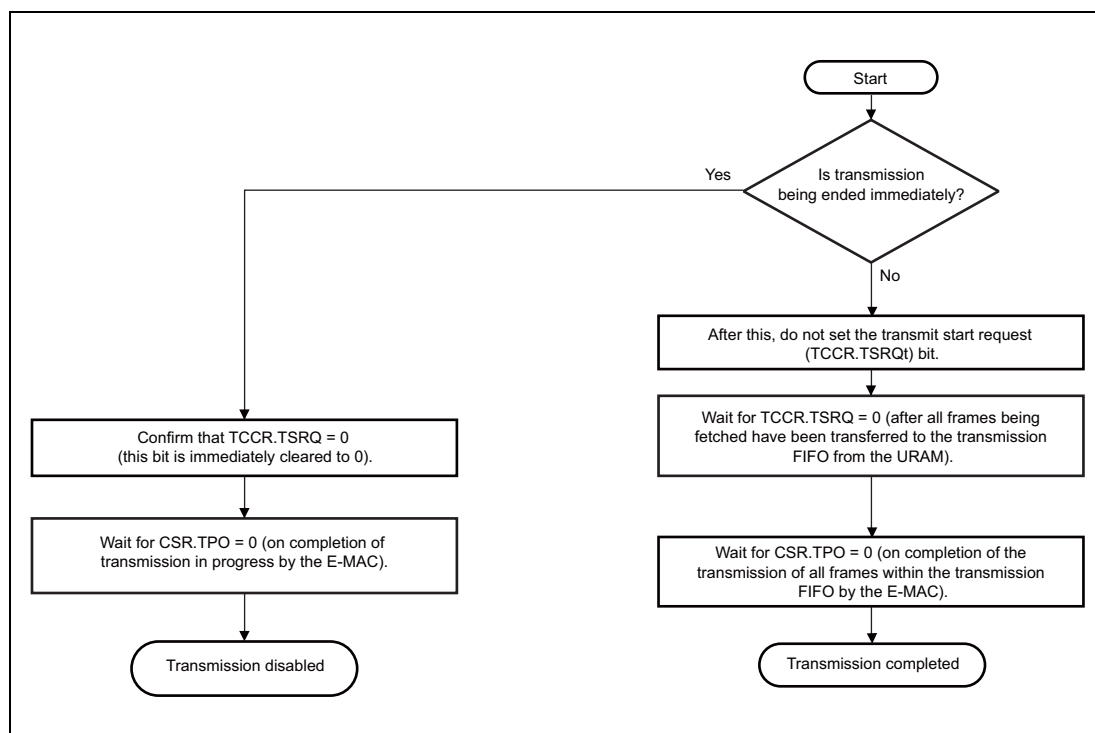 Start
Is transmission
being ended immediately?
Yes
No
After this, do not set the transmit start request
(TCCR.TSRQt) bit.
Wait for TCCR.TSRQ = 0 (after all frames being
fetched have been transferred to the transmission
FIFO from the URAM).
Wait for CSR.TPO = 0 (on completion of the
transmission of all frames within the transmission
FIFO by the E-MAC).
Transmission completed
Confirm that TCCR.TSRQ = 0
(this bit is immediately cleared to 0).
Wait for CSR.TPO = 0 (on completion of
transmission in progress by the E-MAC).
Transmission disabled